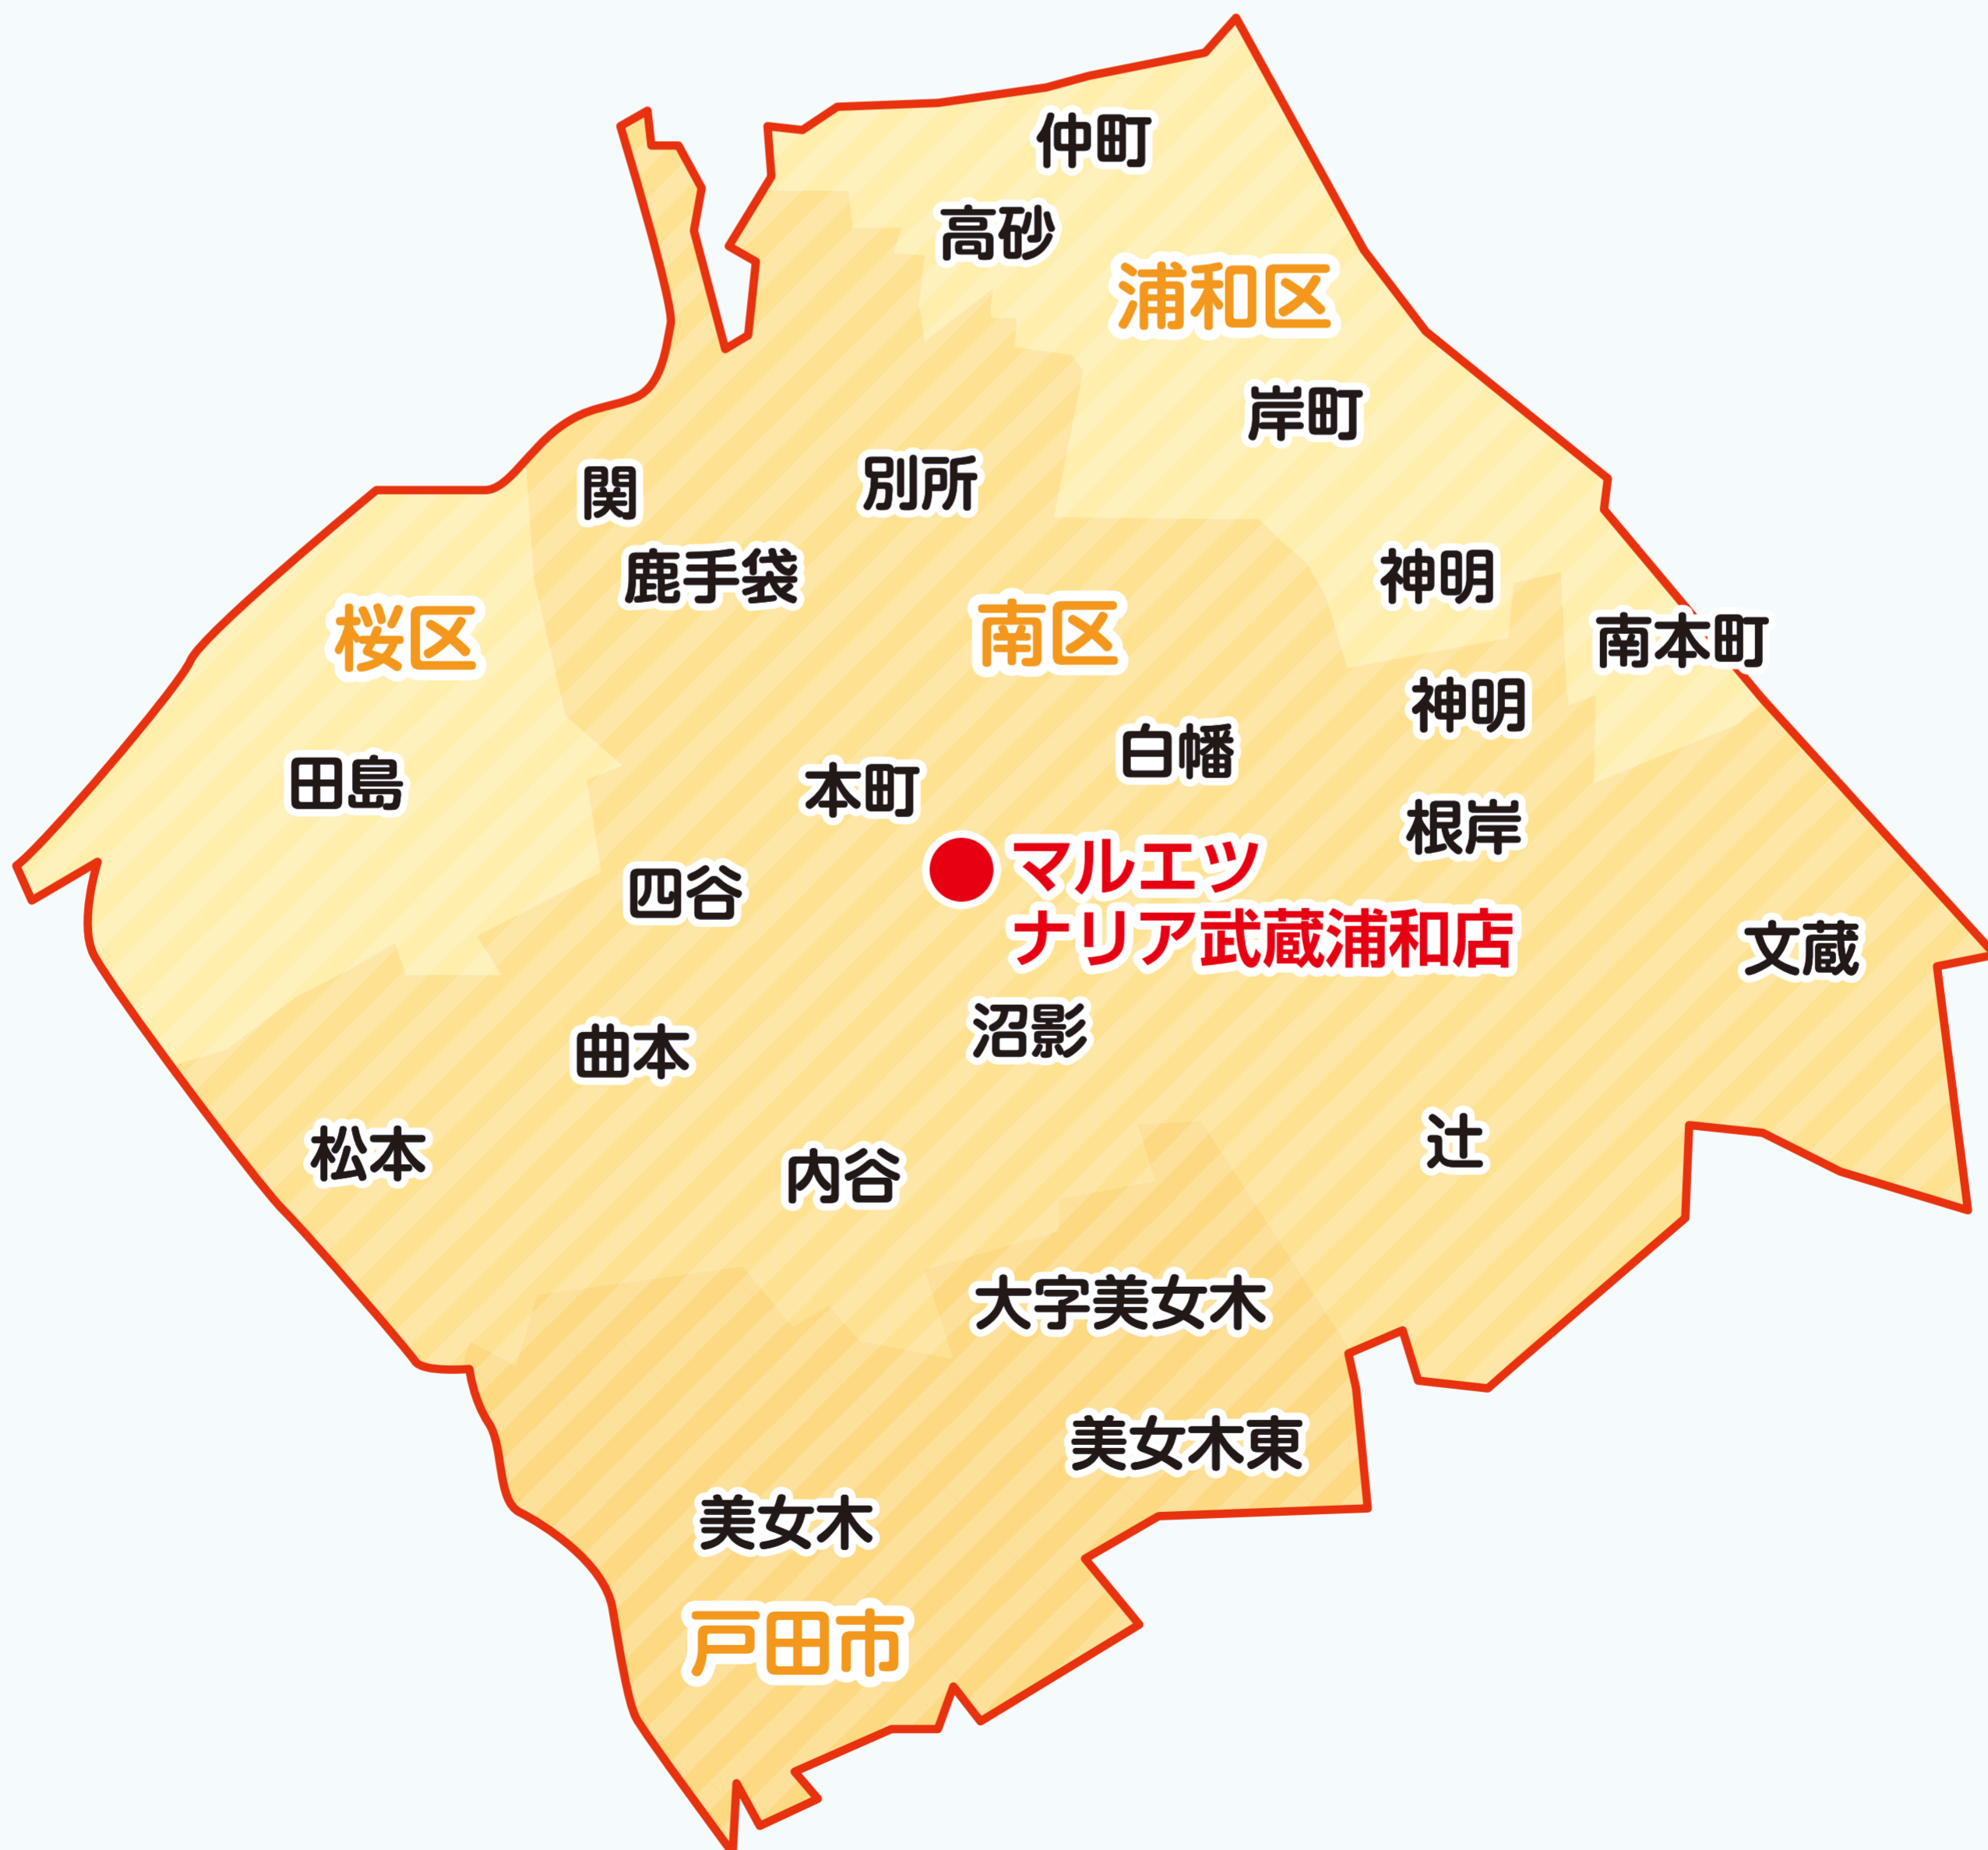 仲町
高砂
浦和区
岸町
関
別所
鹿手袋
神明
桜区
南区
南本町
神明
白幡
田島
本町
根岸
マルエツ
ナリア武蔵浦和店
四谷
文蔵
沼影
曲本
辻
松本
内谷
大字美女木
美女木東
美女木
戸田市